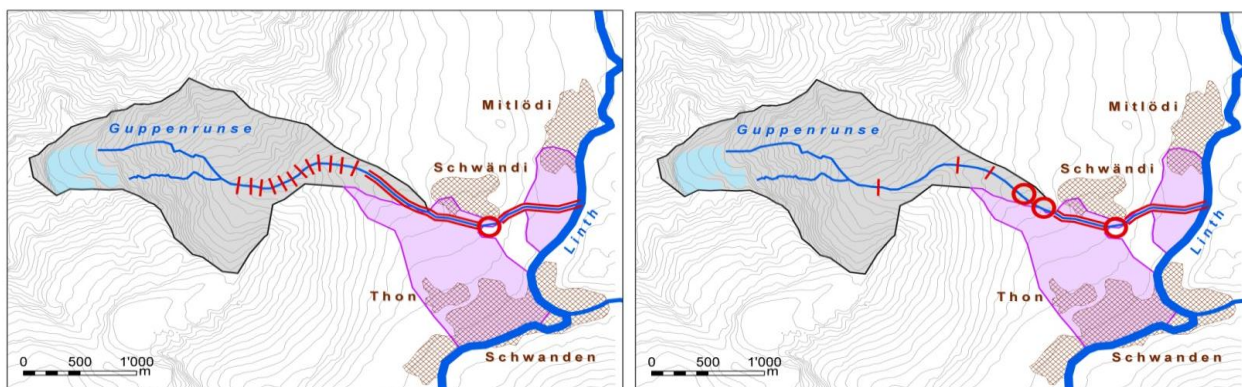 Guppenrunse
Mitlödi
Schwändi
Linth
Thon
Schwanden
0 500 1'000
m
Guppenrunse
Mitlödi
Schwändi
Linth
Thon
Schwanden
0 500 1'000
m